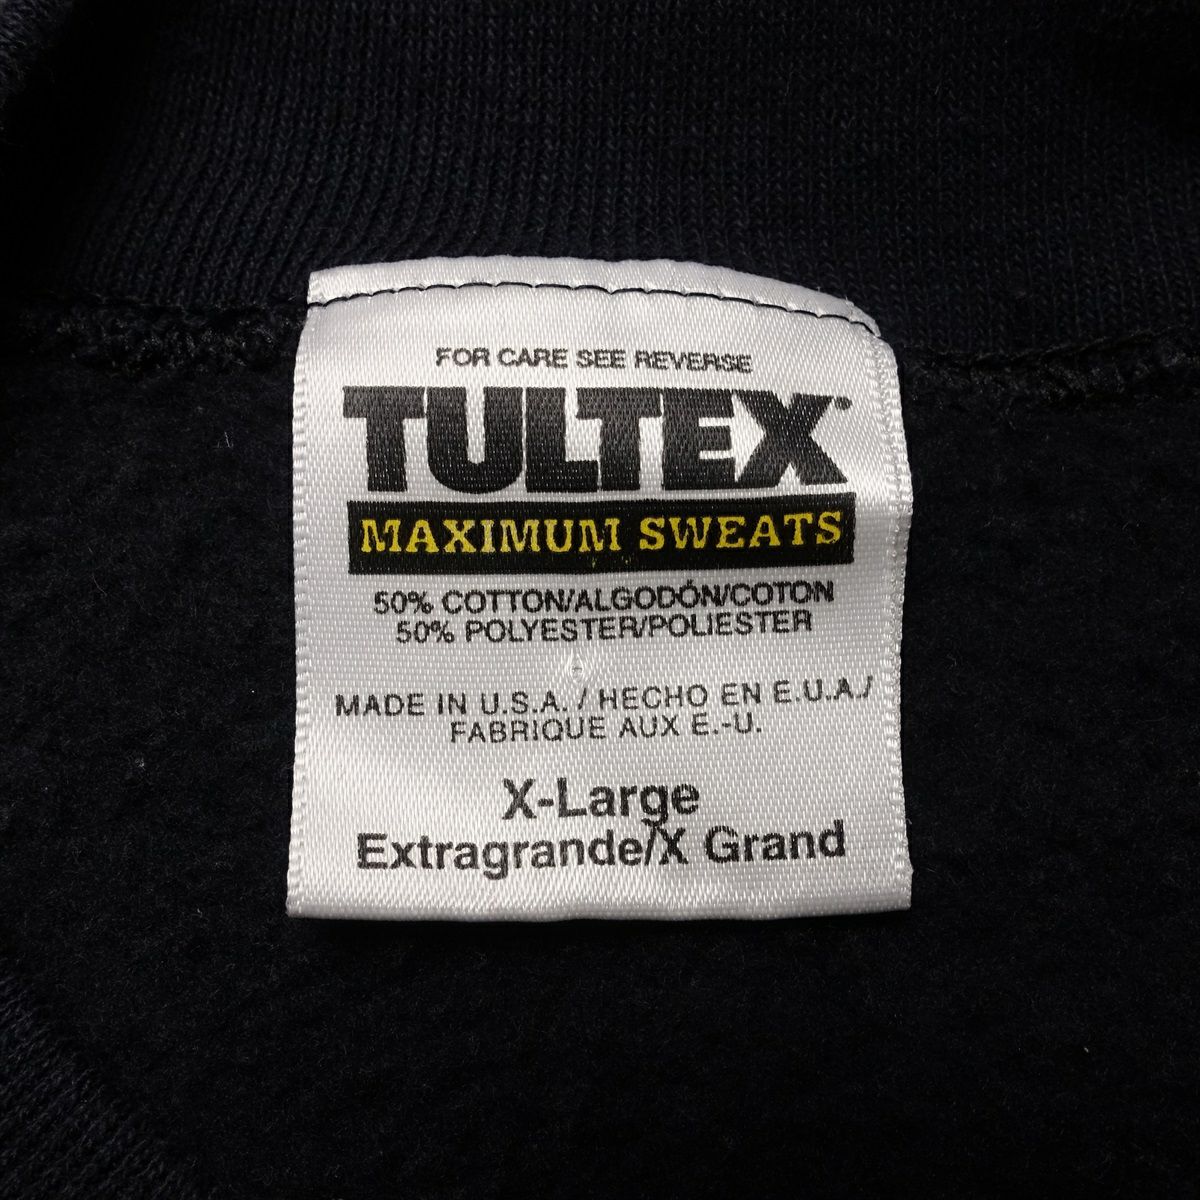 FOR CARE SEE REVERSE
TULTEX™
MAXIMUM SWEATS
50% COTTON/ALGODÓN/COTON
50% POLYESTER/POLIESTER
MADE IN U.S.A. / HECHO EN E.U.A./
FABRIQUE AUX E.-U.
X-Large
Extragrande/X Grand